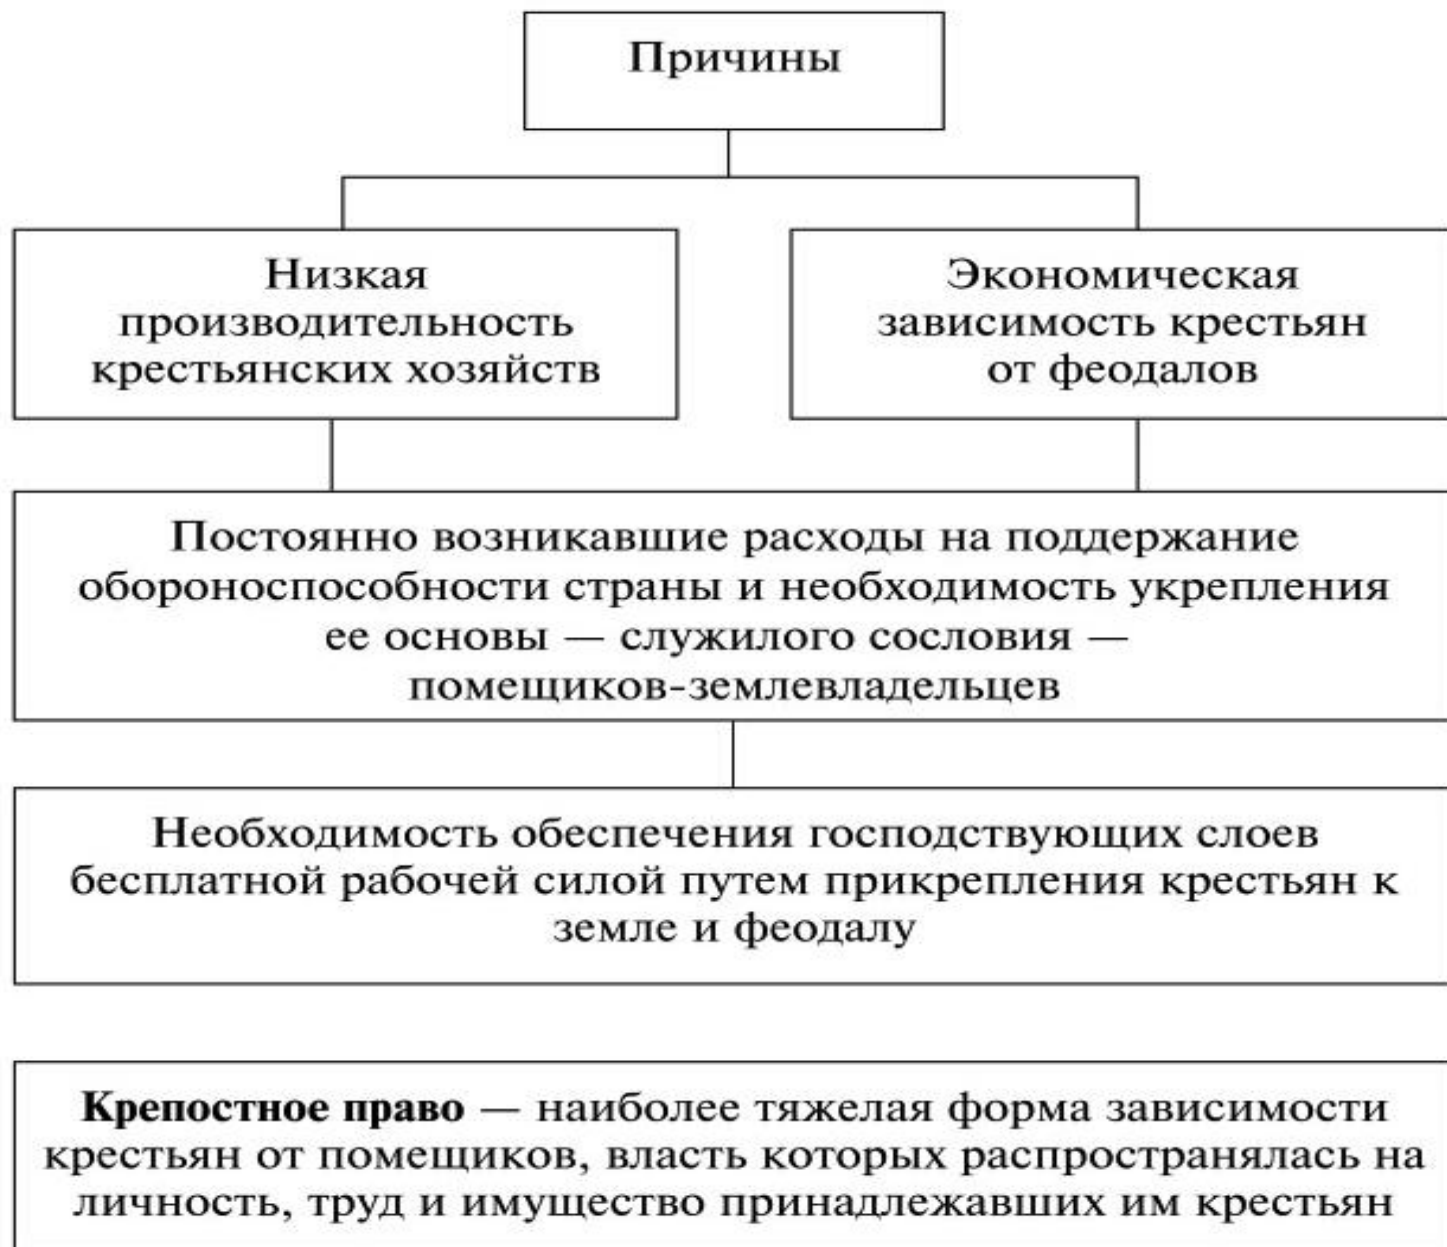 Причины
Низкая
производительность
крестьянских хозяйств
Экономическая
зависимость крестьян
от феодалов
Постоянно возникавшие расходы на поддержание
обороноспособности страны и необходимость укрепления
ее основы — служилого сословия —
помещиков-землевладельцев
Необходимость обеспечения господствующих слоев
бесплатной рабочей силой путем прикрепления крестьян к
земле и феодалу
Крепостное право — наиболее тяжелая форма зависимости
крестьян от помещиков, власть которых распространялась на
личность, труд и имущество принадлежавших им крестьян